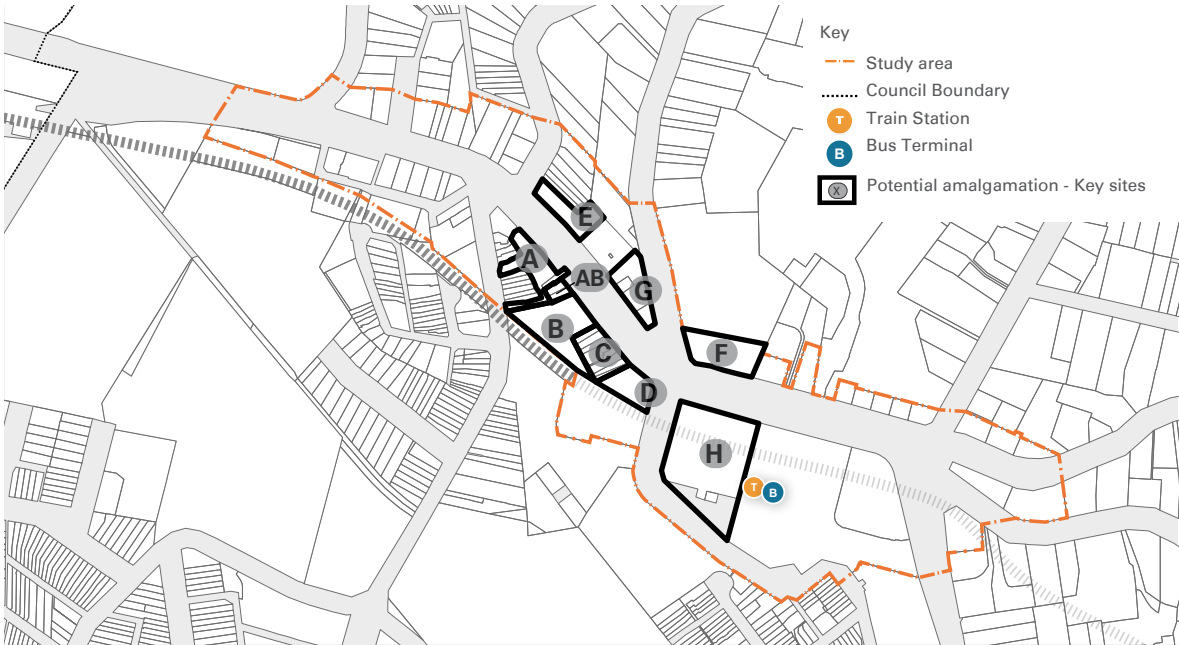 Key
Study area
Council Boundary
T
Train Station
B
Bus Terminal
X
Potential amalgamation - Key sites
E
A
AB
G
B
C
F
D
H
T
B